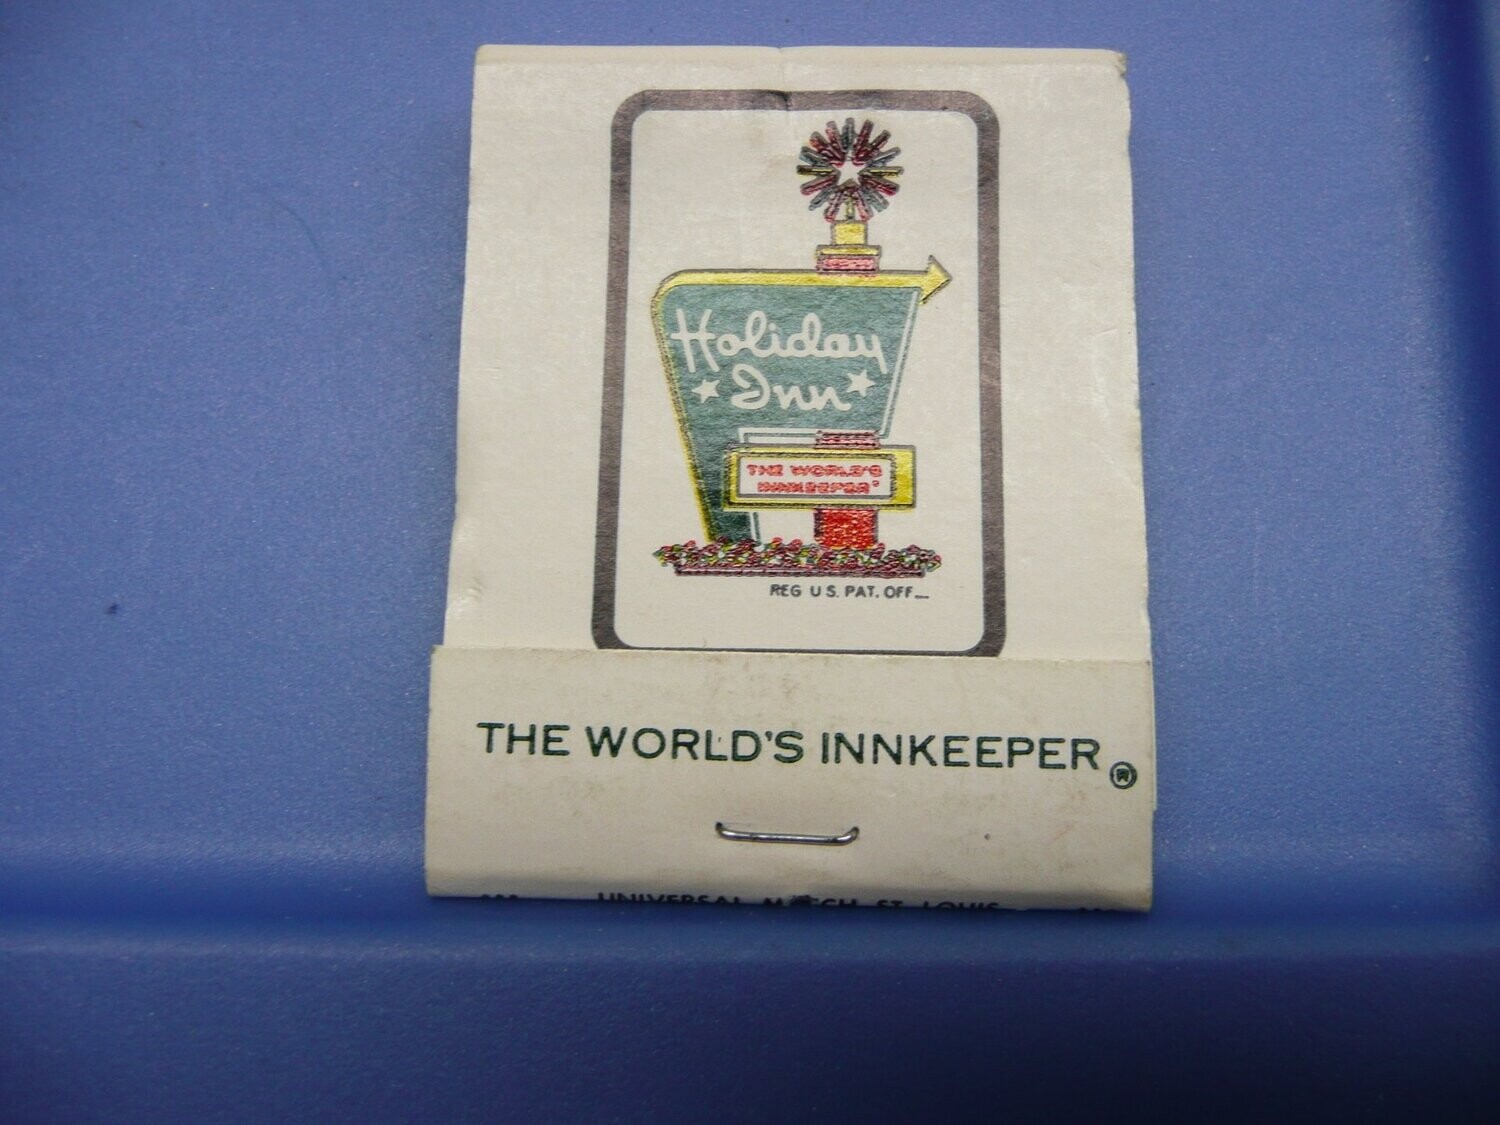 Holiday
Inn
THE WORLD'S
INNKEEPER®
REG U S. PAT. OFF.
THE WORLD'S INNKEEPER®
UNIVERSAL MATCH ST. LOUIS